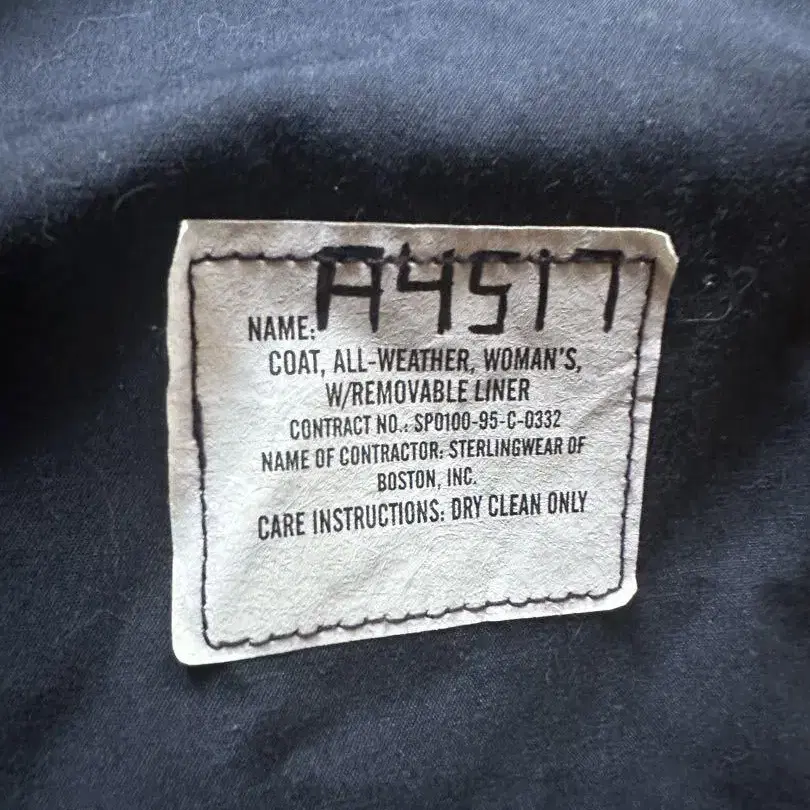 NAME: A4517
COAT, ALL-WEATHER, WOMAN'S,
W/REMOVABLE LINER
CONTRACT NO.: SPO100-95-C-0332
NAME OF CONTRACTOR: STERLINGWEAR OF
BOSTON, INC.
CARE INSTRUCTIONS: DRY CLEAN ONLY